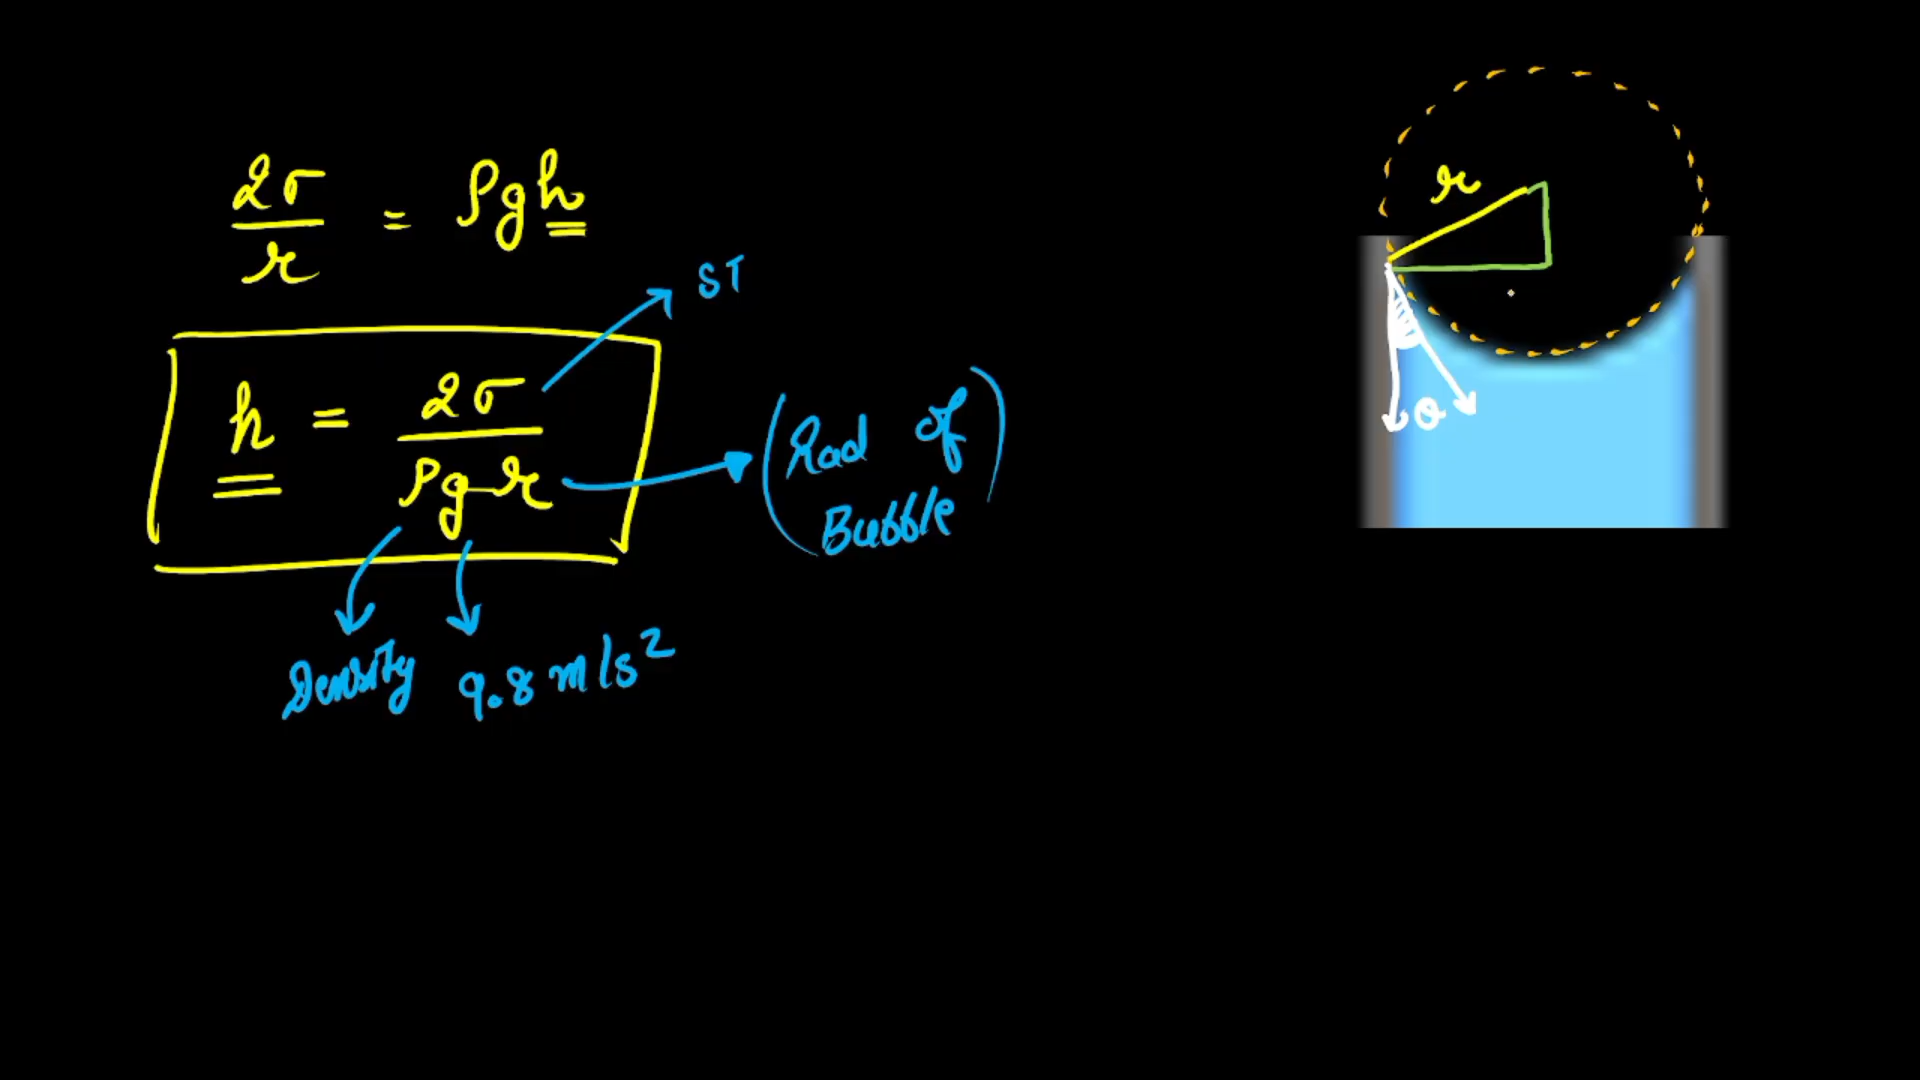 2σ/r = ρgh
ST
h = 2σ/ρgr
(Rad of
Bubble)
Density 9.8 m/s²
r
θ